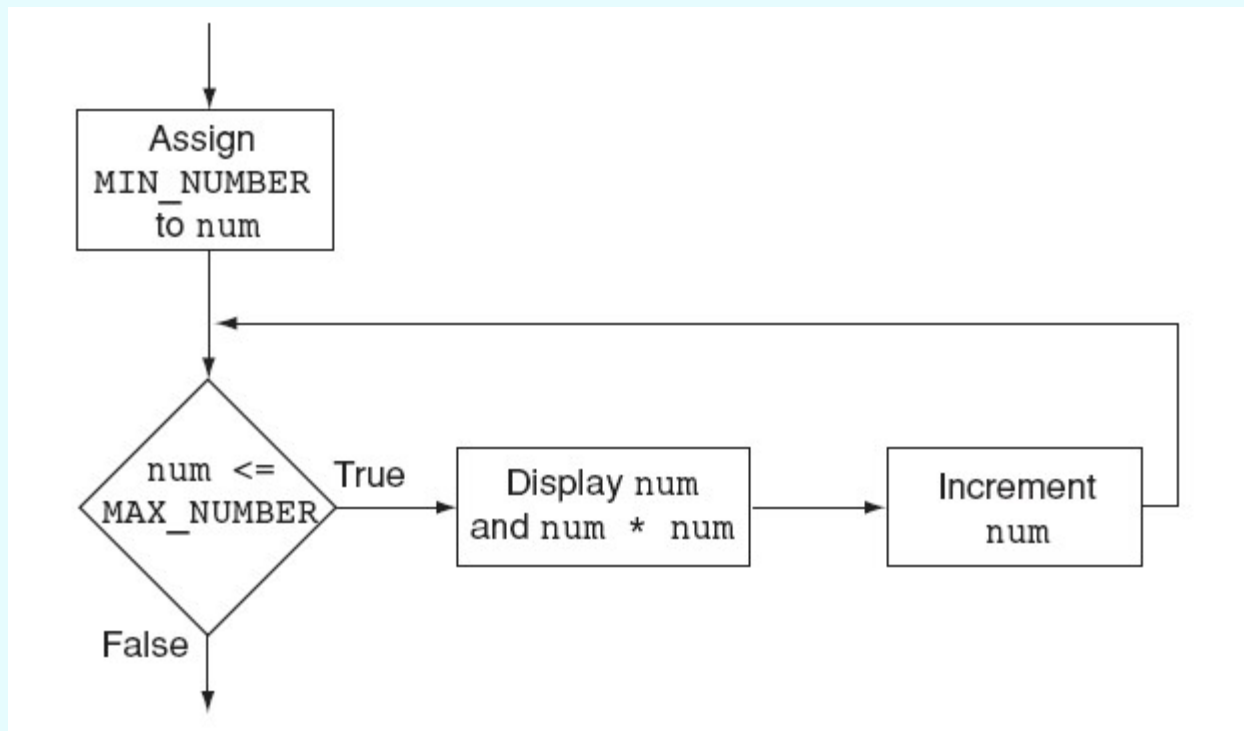 Assign
MIN_NUMBER
to num
num <=
MAX_NUMBER
True
Display num
and num * num
Increment
num
False